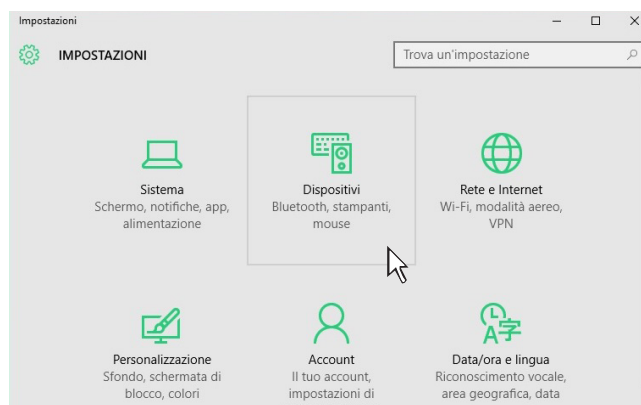 Impostazioni
IMPOSTAZIONI
Trova un'impostazione
Sistema
Schermo, notifiche, app,
alimentazione
Dispositivi
Bluetooth, stampanti,
mouse
Rete e Internet
Wi-Fi, modalità aereo,
VPN
Personalizzazione
Sfondo, schermata di
blocco, colori
Account
Il tuo account,
impostazioni di
Data/ora e lingua
Riconoscimento vocale,
area geografica, data